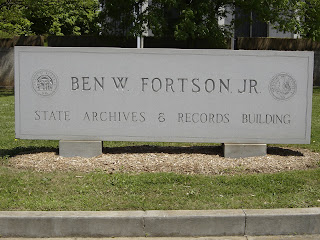 BEN W. FORTSON, JR.
STATE ARCHIVES & RECORDS BUILDING